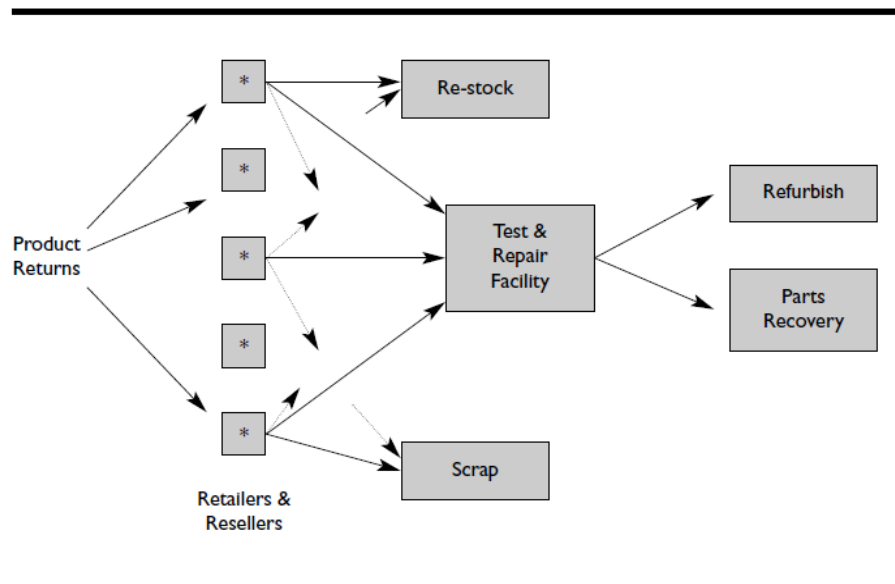 *
Re-stock
*
Refurbish
Product
Returns
*
Test &
Repair
Facility
Parts
Recovery
*
*
Scrap
Retailers &
Resellers